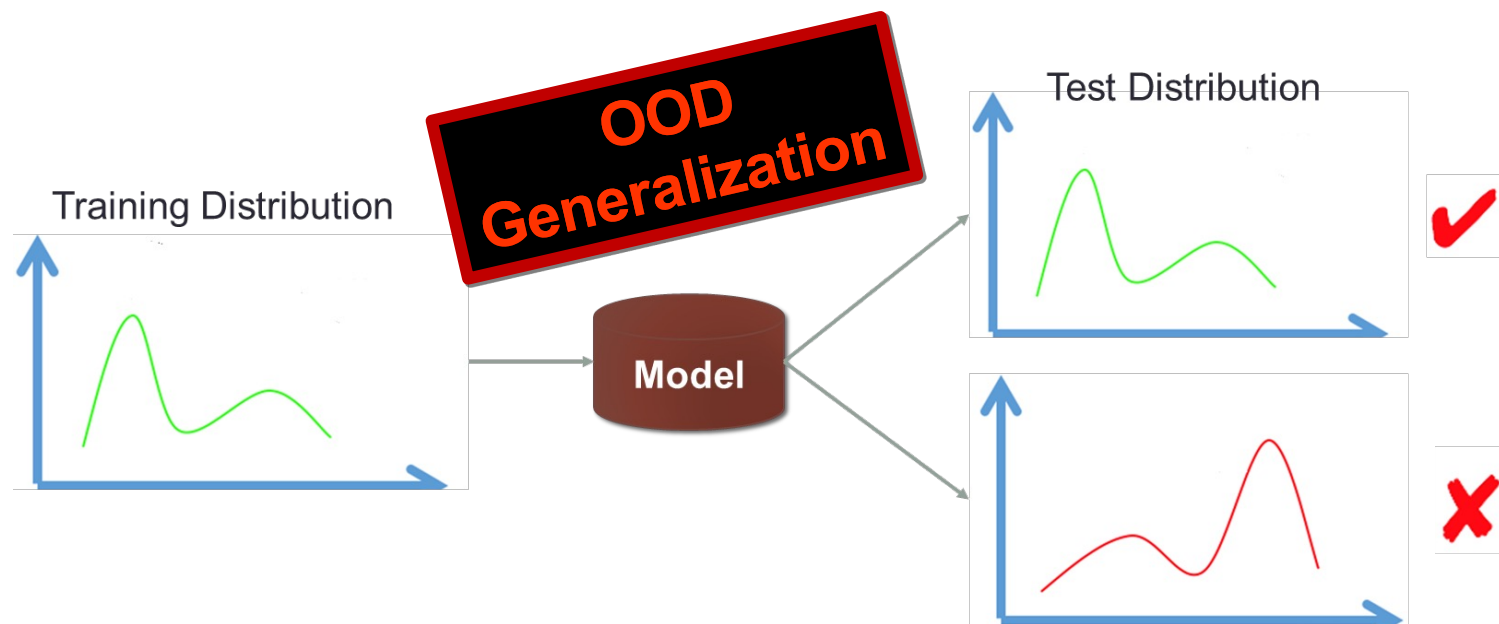 OOD
Generalization
Test Distribution
Training Distribution
Model